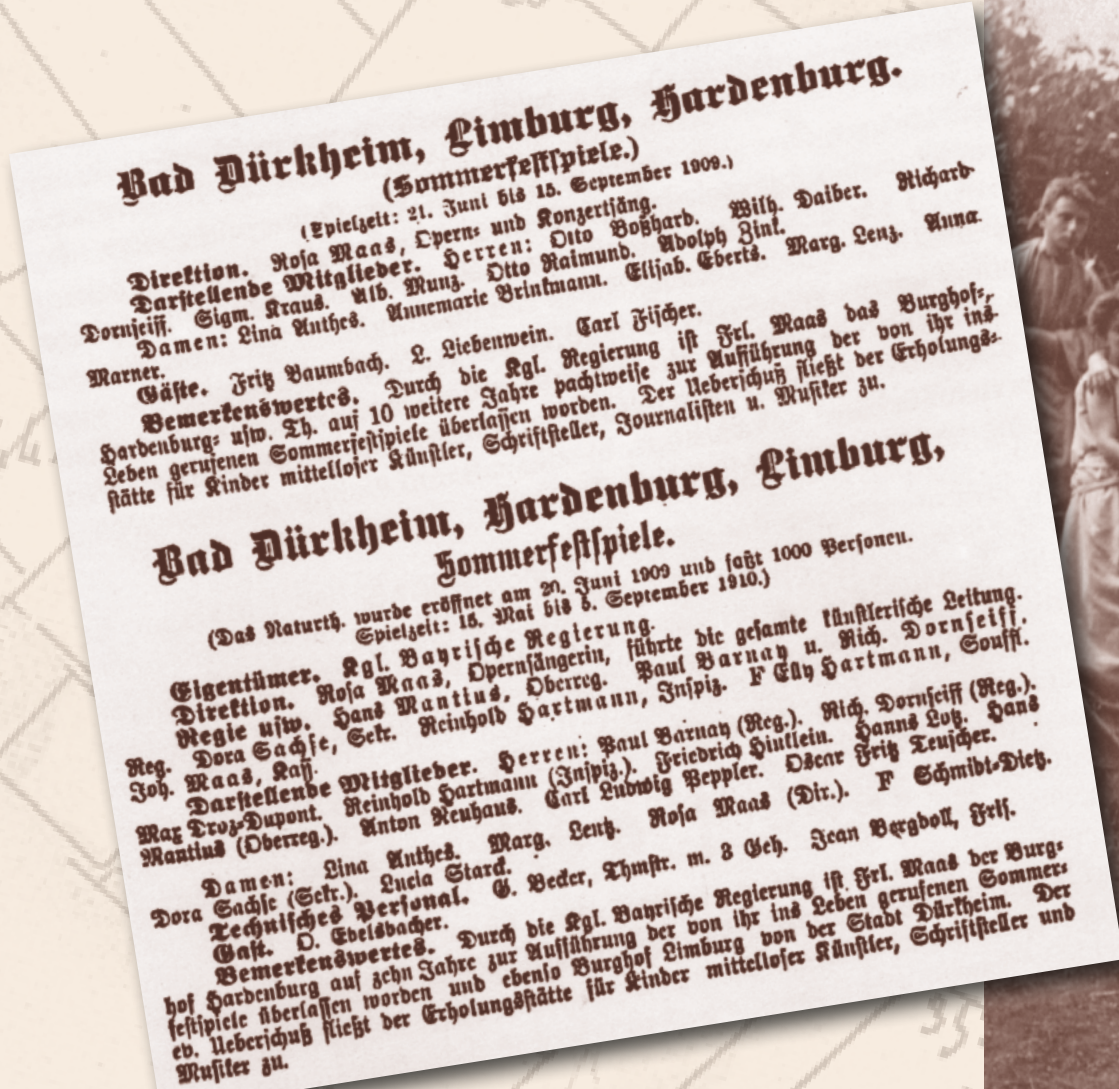 Bad Dürkheim, Limburg, Hardenburg.
(Sommerfestspiele.)
(Spielzeit: 21. Juni bis 15. September 1909.)
Direktion. Rosa Maas, Opern- und Konzertsäng.
Darstellende Mitglieder. Herren: Otto Boßhard. Wilh. Daiber. Richard
Dornseiff. Sigm. Kraus. Alb. Munz. Otto Raimund. Adolph Zink.
Damen: Lina Anthes. Annemarie Brinkmann. Elisab. Eberts. Marg. Lenz. Anna
Marner.
Gäste. Fritz Baumbach. L. Liebenwein. Carl Fischer.
Bemerkenswertes. Durch die Kgl. Regierung ist Frl. Maas das Burghof-,
Hardenburg- usw. Th. auf 10 weitere Jahre pachtweise zur Aufführung der von ihr ins
Leben gerufenen Sommerfestspiele überlassen worden. Der Ueberschuß fließt der Erholungs-
stätte für Kinder mittelloser Künstler, Schriftsteller, Journalisten u. Musiker zu.
Bad Dürkheim, Hardenburg, Limburg,
Sommerfestspiele.
(Das Naturth. wurde eröffnet am 20. Juni 1909 und faßt 1000 Personen.
Spielzeit: 15. Mai bis 5. September 1910.)
Eigentümer. Kgl. Bayrische Regierung.
Direktion. Rosa Maas, Opernsängerin, führte die gesamte künstlerische Leitung.
Regie usw. Hans Mantius, Oberreg. Paul Barnay u. Rich. Dornseiff,
Reg. Dora Sachse, Sekr. Reinhold Hartmann, Inspiz. F Elly Hartmann, Souffl.
Joh. Maas, Kass.
Darstellende Mitglieder. Herren: Paul Barnay (Reg.). Rich. Dornseiff (Reg.).
Max Droz-Dupont. Reinhold Hartmann (Inspiz.). Friedrich Hinllein. Hanns Lotz. Hans
Mantius (Oberreg.). Anton Neuhaus. Carl Ludwig Peppler. Oscar Fritz Teuscher.
Damen: Lina Anthes. Marg. Lentz. Rosa Maas (Dir.). F Schmidt-Dietz.
Dora Sachse (Sekr.). Lucia Starck.
Technisches Personal. G. Becker, Thmstr. m. 3 Geh. Jean Bergboll, Fris.
Gast. O. Ebelsbacher.
Bemerkenswertes. Durch die Kgl. Bayrische Regierung ist Frl. Maas der Burg-
hof Hardenburg auf zehn Jahre zur Aufführung der von ihr ins Leben gerufenen Sommer-
festspiele überlassen worden und ebenso Burghof Limburg von der Stadt Dürkheim. Der
ev. Ueberschuß fließt der Erholungsstätte für Kinder mittelloser Künstler, Schriftsteller und
Musiker zu.